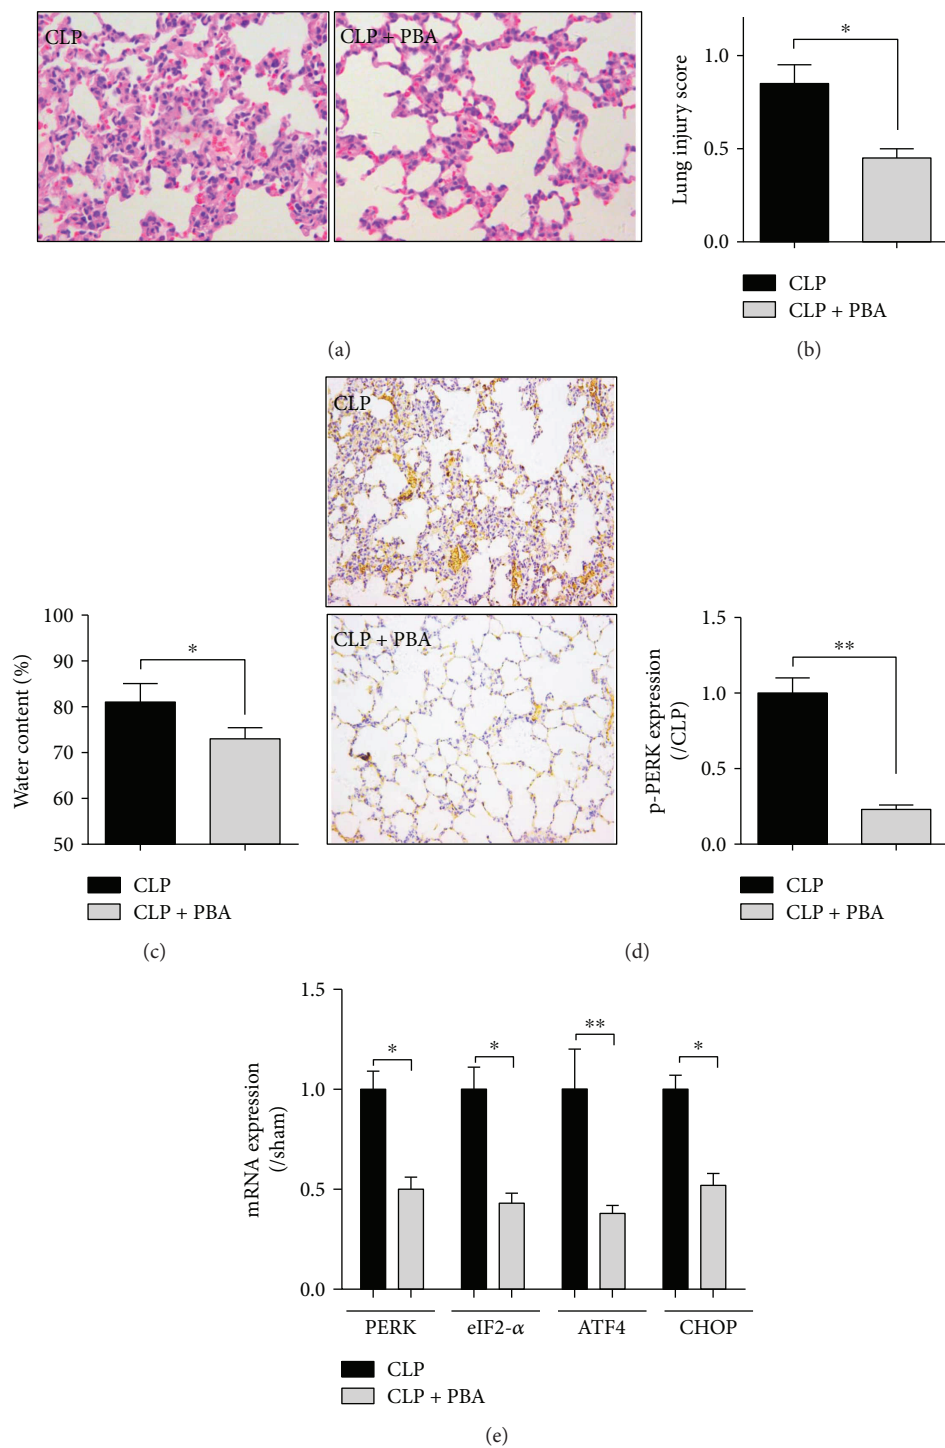 CLP
CLP + PBA
Lung injury score
1.0
0.5
0.0
*
CLP
CLP + PBA
(a)
(b)
Water content (%)
100
90
80
70
60
50
*
CLP
CLP + PBA
(c)
CLP
CLP + PBA
p-PERK expression
(/CLP)
1.5
1.0
0.5
0.0
**
CLP
CLP + PBA
(d)
mRNA expression
(/sham)
1.5
1.0
0.5
0.0
* * ** *
PERK eIF2-α ATF4 CHOP
CLP
CLP + PBA
(e)